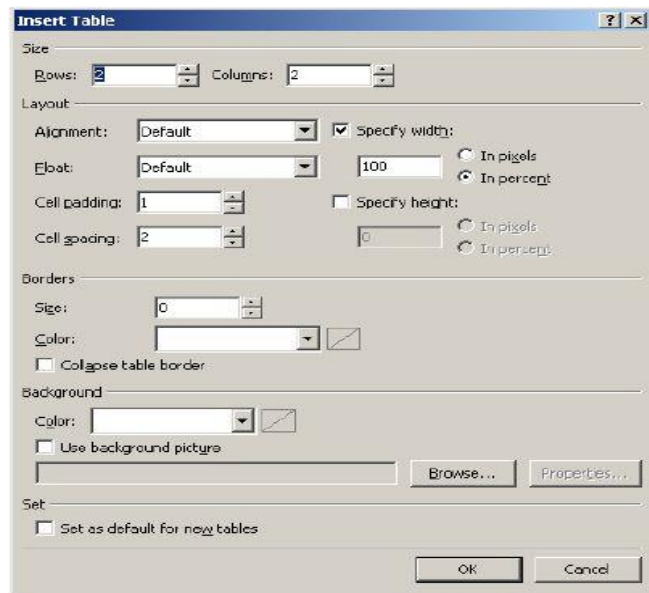 Insert Table
Size
Rows: 2 Columns: 2
Layout
Alignment: Default Specify width:
Float: Default 100 In pixels
In percent
Cell padding: 1 Specify height:
Cell spacing: 2 0 In pixels
In percent
Borders
Size: 0
Color:
Collapse table border
Background
Color:
Use background picture
Browse... Properties...
Set
Set as default for new tables
OK Cancel